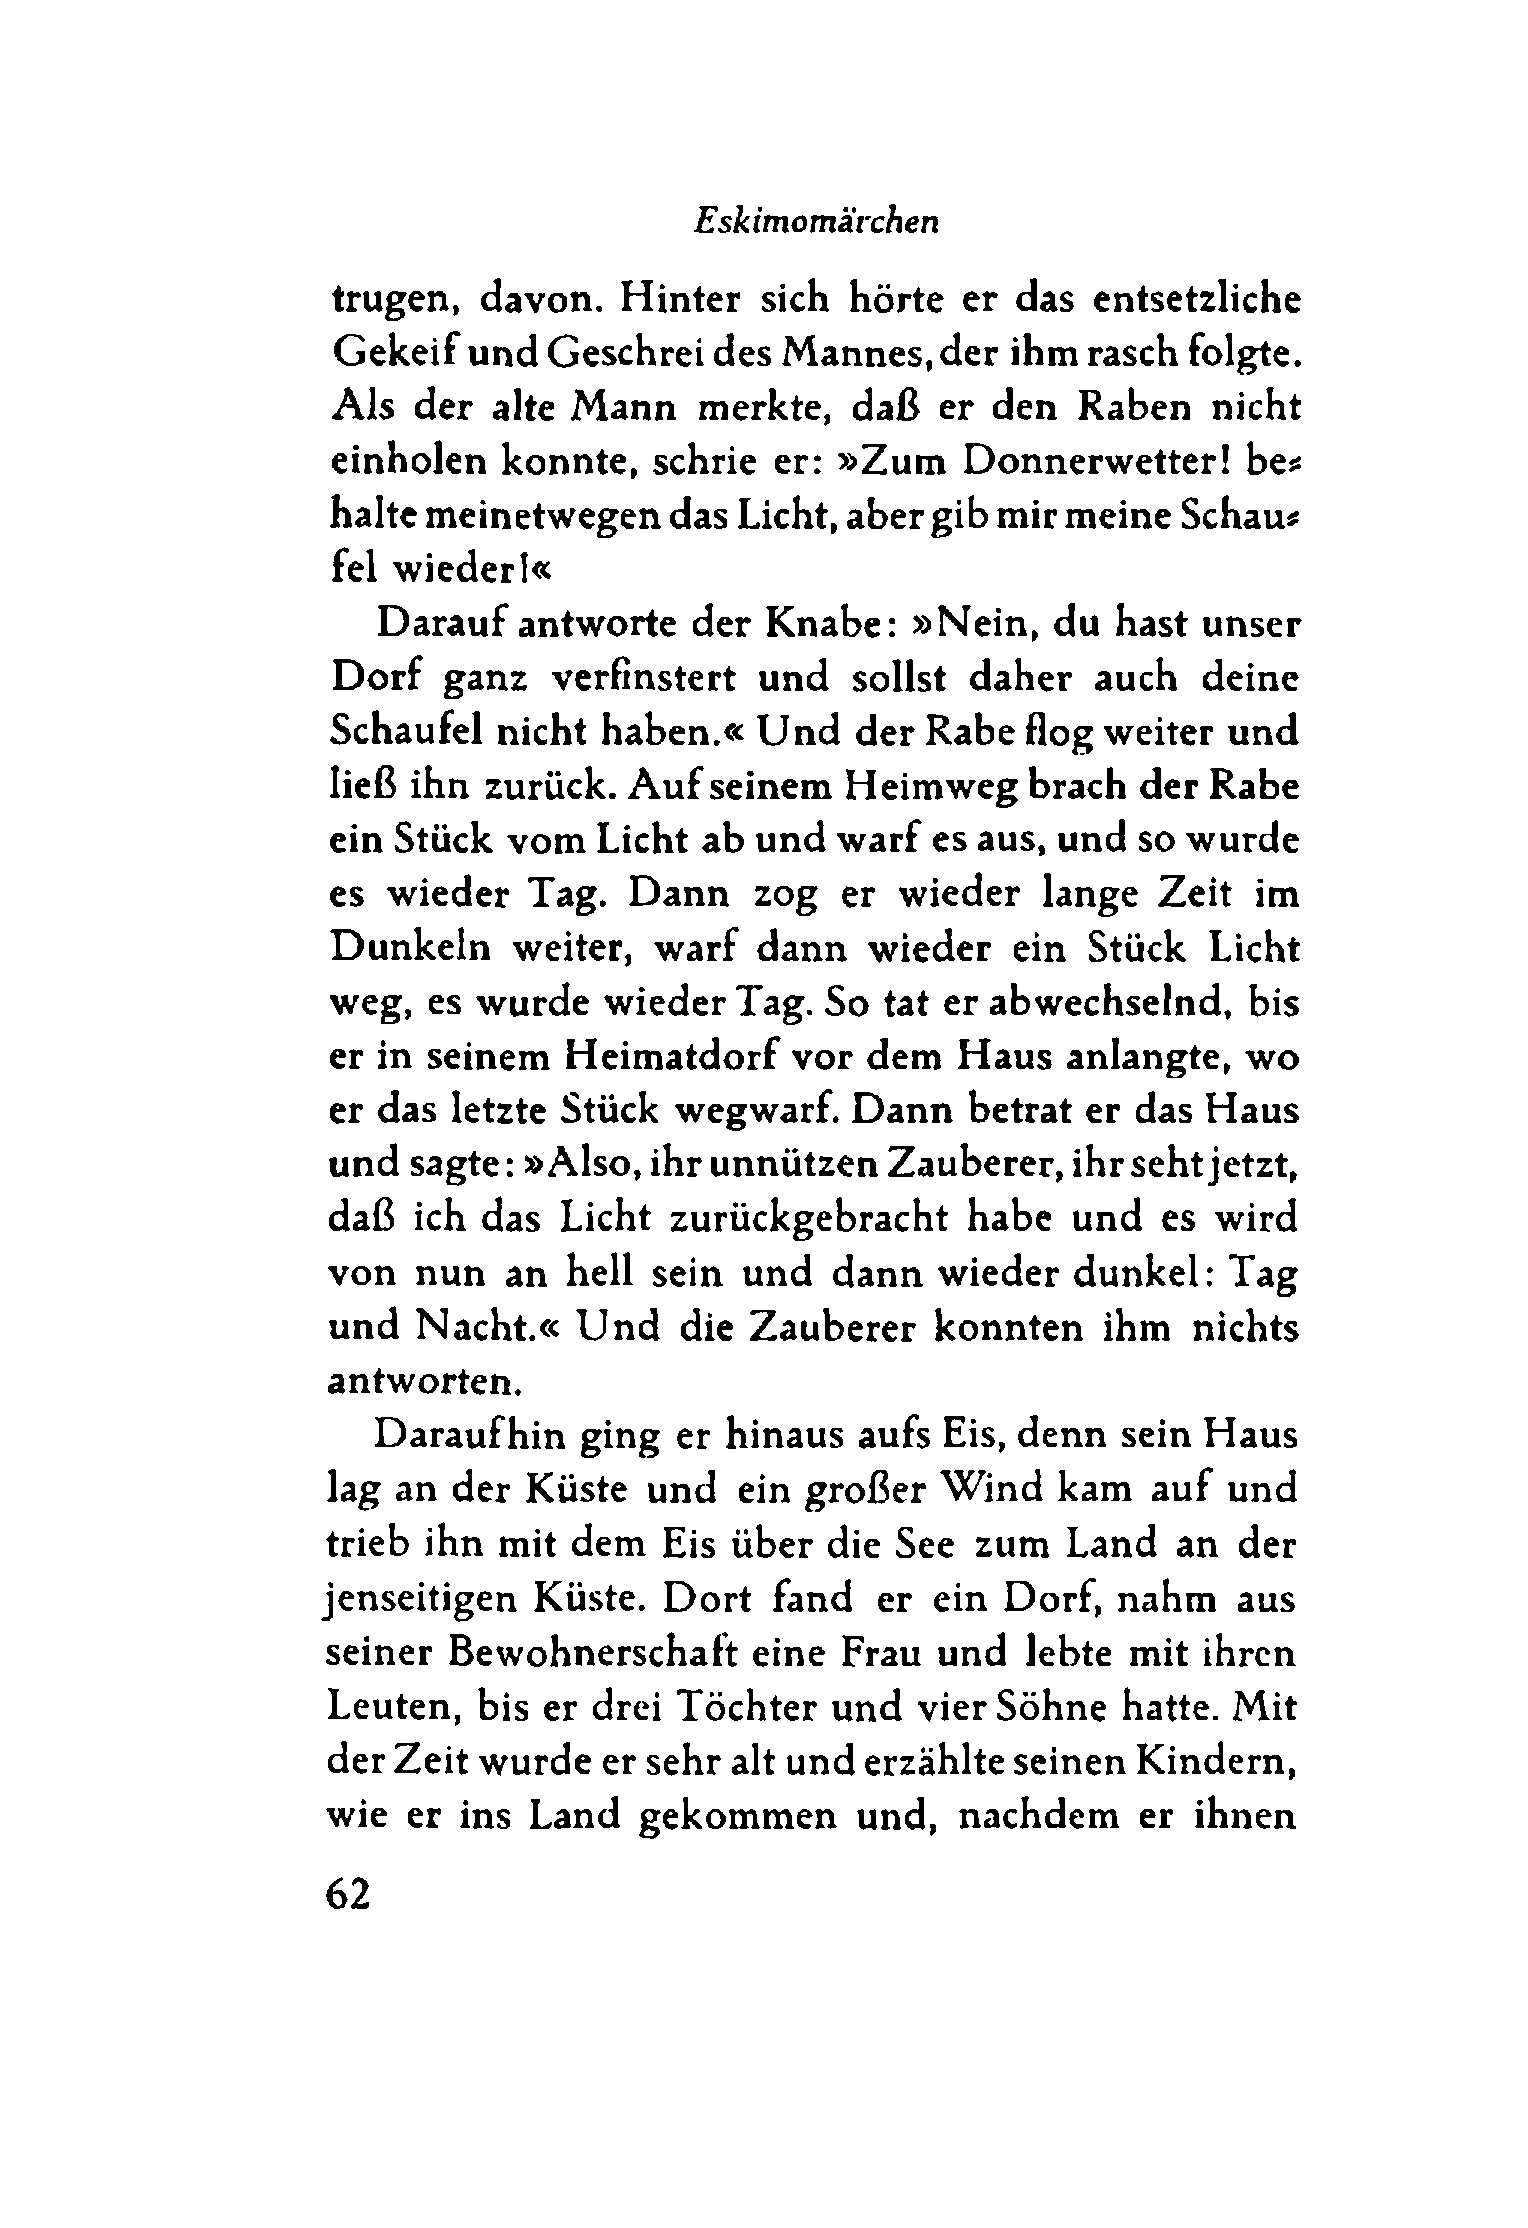 Eskimomärchen
trugen, davon. Hinter sich hörte er das entsetzliche
Gekeif und Geschrei des Mannes, der ihm rasch folgte.
Als der alte Mann merkte, daß er den Raben nicht
einholen konnte, schrie er: »Zum Donnerwetter! be-
halte meinetwegen das Licht, aber gib mir meine Schau-
fel wieder!«
Darauf antworte der Knabe: »Nein, du hast unser
Dorf ganz verfinstert und sollst daher auch deine
Schaufel nicht haben.« Und der Rabe flog weiter und
ließ ihn zurück. Auf seinem Heimweg brach der Rabe
ein Stück vom Licht ab und warf es aus, und so wurde
es wieder Tag. Dann zog er wieder lange Zeit im
Dunkeln weiter, warf dann wieder ein Stück Licht
weg, es wurde wieder Tag. So tat er abwechselnd, bis
er in seinem Heimatdorf vor dem Haus anlangte, wo
er das letzte Stück wegwarf. Dann betrat er das Haus
und sagte: »Also, ihr unnützen Zauberer, ihr seht jetzt,
daß ich das Licht zurückgebracht habe und es wird
von nun an hell sein und dann wieder dunkel: Tag
und Nacht.« Und die Zauberer konnten ihm nichts
antworten.
Daraufhin ging er hinaus aufs Eis, denn sein Haus
lag an der Küste und ein großer Wind kam auf und
trieb ihn mit dem Eis über die See zum Land an der
jenseitigen Küste. Dort fand er ein Dorf, nahm aus
seiner Bewohnerschaft eine Frau und lebte mit ihren
Leuten, bis er drei Töchter und vier Söhne hatte. Mit
der Zeit wurde er sehr alt und erzählte seinen Kindern,
wie er ins Land gekommen und, nachdem er ihnen
62